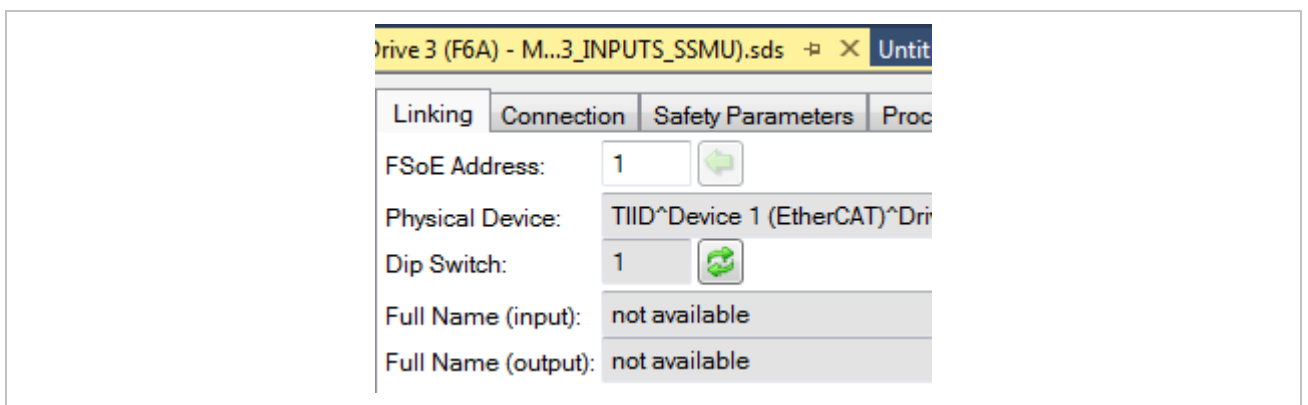 rive 3 (F6A) - M...3_INPUTS_SSMU).sds Untit
Linking Connection Safety Parameters Proc
FSoE Address: 1
Physical Device: TIID^Device 1 (EtherCAT)^Driv
Dip Switch: 1
Full Name (input): not available
Full Name (output): not available